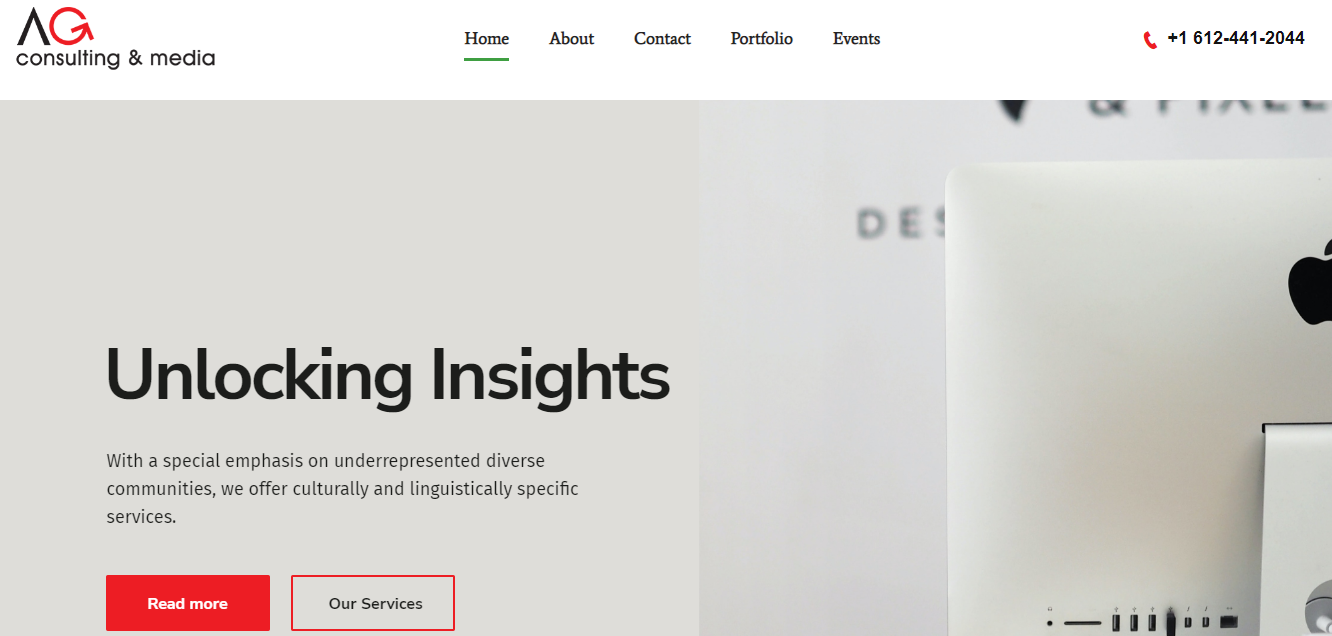 AG
consulting & media
Home
About
Contact
Portfolio
Events
+1 612-441-2044
Unlocking Insights
With a special emphasis on underrepresented diverse
communities, we offer culturally and linguistically specific
services.
Read more
Our Services